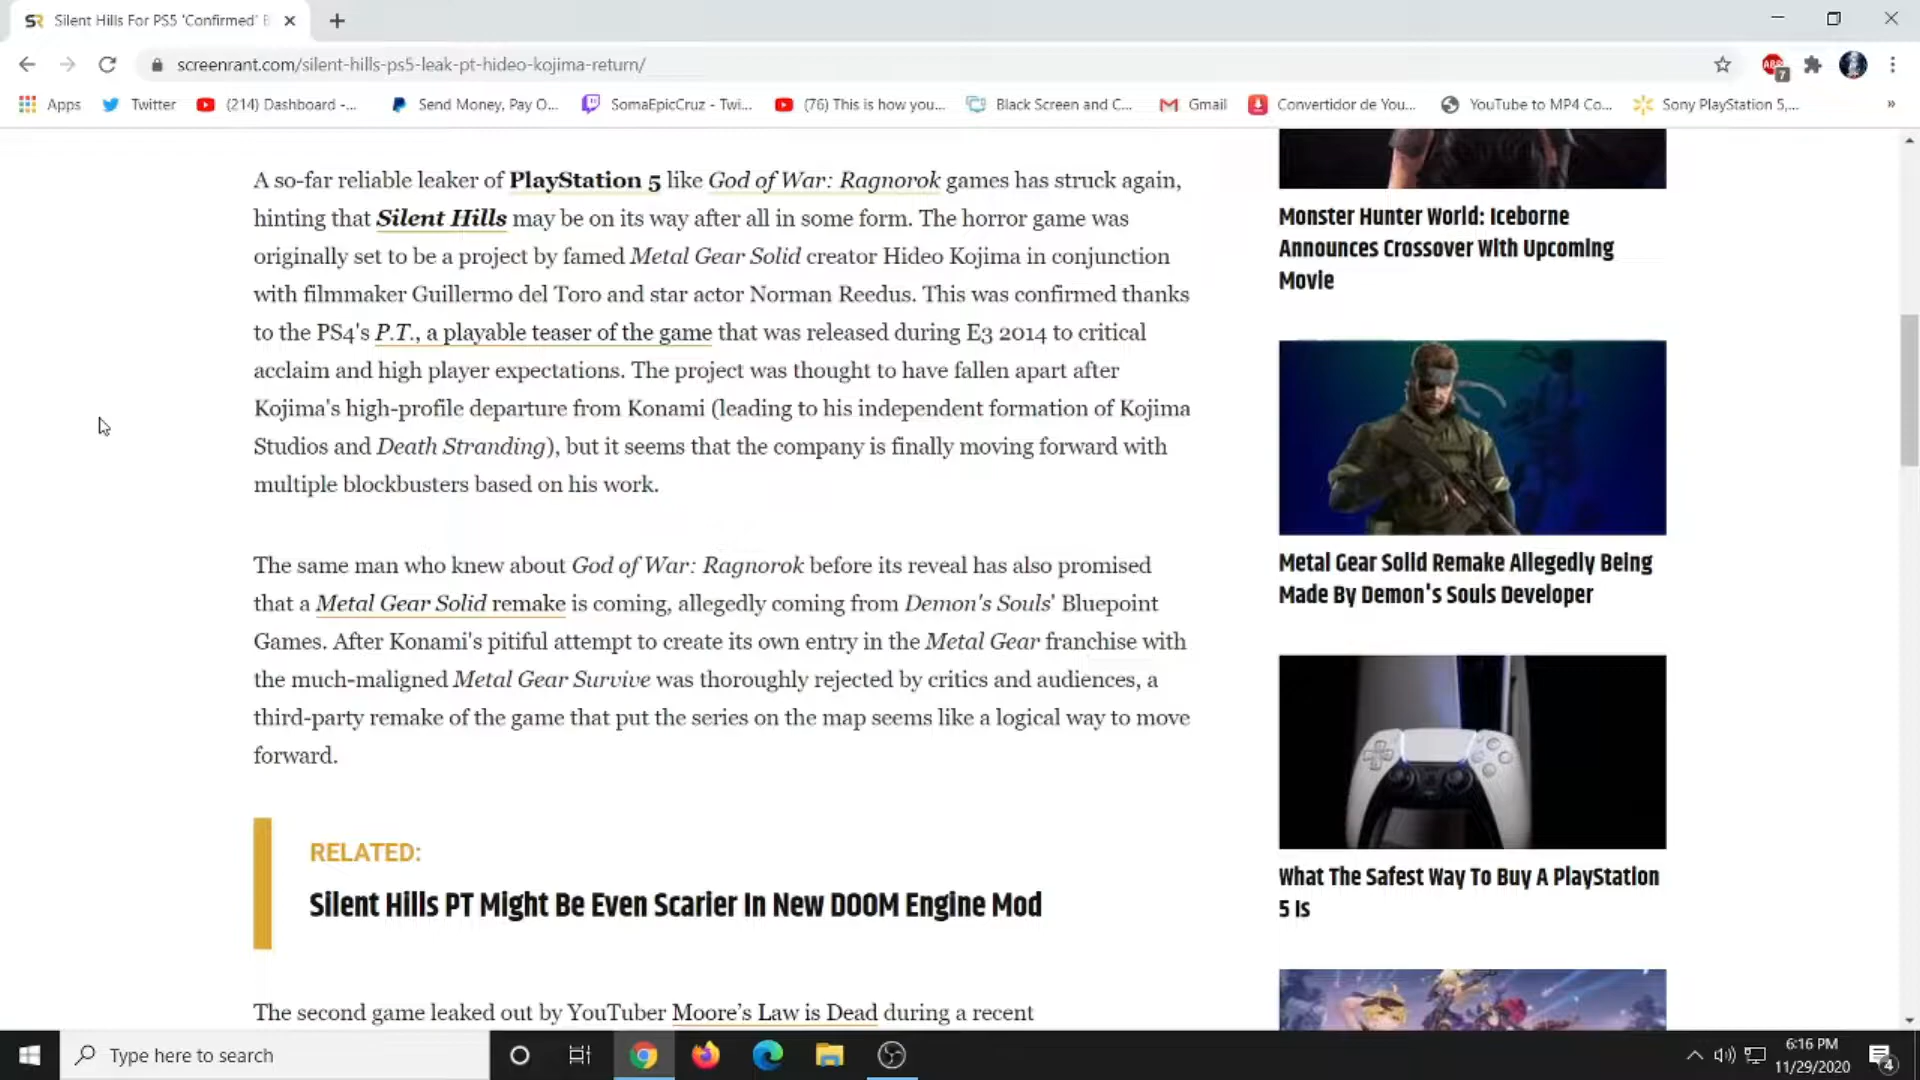 Silent Hills For PS5 'Confirmed' B
screenrant.com/silent-hills-ps5-leak-pt-hideo-kojima-return/
ABP
7
Apps
Twitter
(214) Dashboard -...
Send Money, Pay O...
SomaEpicCruz - Twi...
(76) This is how you...
Black Screen and C...
Gmail
Convertidor de You...
YouTube to MP4 Co...
Sony PlayStation 5,...
»
A so-far reliable leaker of PlayStation 5 like God of War: Ragnorok games has struck again,
hinting that Silent Hills may be on its way after all in some form. The horror game was
originally set to be a project by famed Metal Gear Solid creator Hideo Kojima in conjunction
with filmmaker Guillermo del Toro and star actor Norman Reedus. This was confirmed thanks
to the PS4's P.T., a playable teaser of the game that was released during E3 2014 to critical
acclaim and high player expectations. The project was thought to have fallen apart after
Kojima's high-profile departure from Konami (leading to his independent formation of Kojima
Studios and Death Stranding), but it seems that the company is finally moving forward with
multiple blockbusters based on his work.
The same man who knew about God of War: Ragnorok before its reveal has also promised
that a Metal Gear Solid remake is coming, allegedly coming from Demon's Souls' Bluepoint
Games. After Konami's pitiful attempt to create its own entry in the Metal Gear franchise with
the much-maligned Metal Gear Survive was thoroughly rejected by critics and audiences, a
third-party remake of the game that put the series on the map seems like a logical way to move
forward.
RELATED:
Silent Hills PT Might Be Even Scarier In New DOOM Engine Mod
The second game leaked out by YouTuber Moore's Law is Dead during a recent
Monster Hunter World: Iceborne
Announces Crossover With Upcoming
Movie
Metal Gear Solid Remake Allegedly Being
Made By Demon's Souls Developer
What The Safest Way To Buy A PlayStation
5 Is
Type here to search
6:16 PM
11/29/2020
4